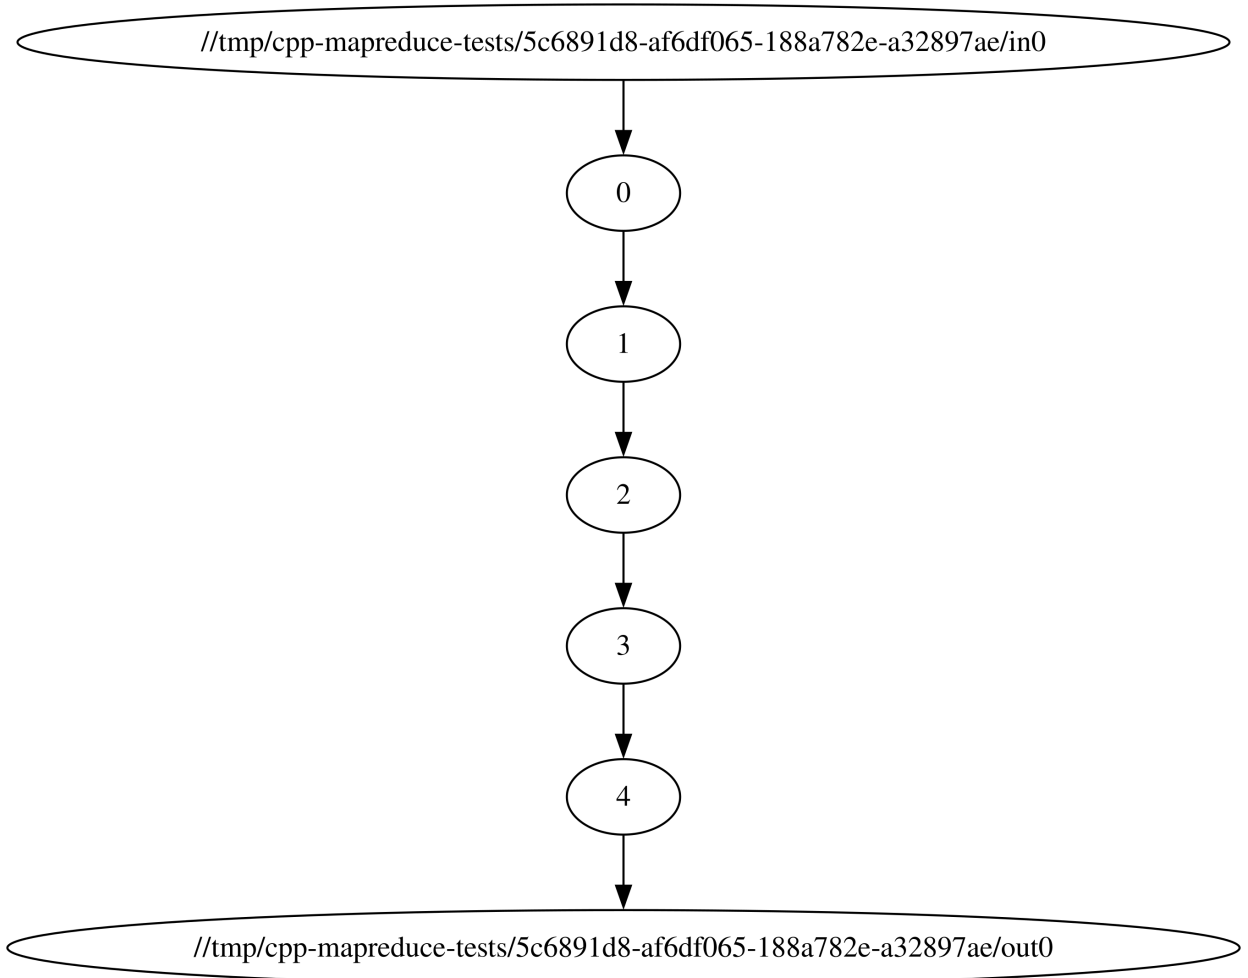 //tmp/cpp-mapreduce-tests/5c6891d8-af6df065-188a782e-a32897ae/in0
0
1
2
3
4
//tmp/cpp-mapreduce-tests/5c6891d8-af6df065-188a782e-a32897ae/out0